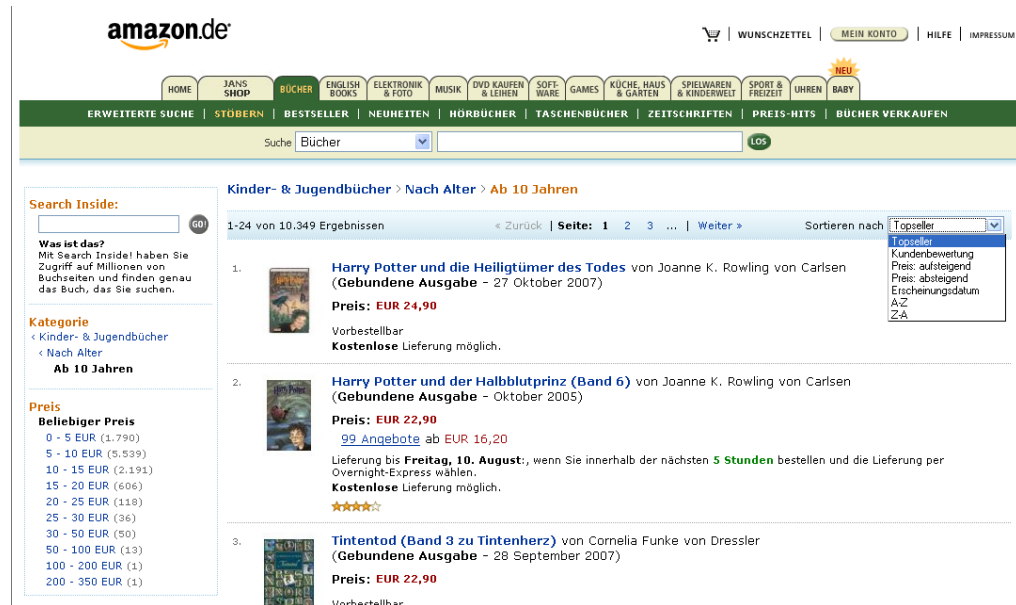 amazon.de
WUNSCHZETTEL | MEIN KONTO | HILFE | IMPRESSUM
NEU
HOME
JANS SHOP
BÜCHER
ENGLISH BOOKS
ELEKTRONIK & FOTO
MUSIK
DVD KAUFEN & LEIHEN
SOFT-WARE
GAMES
KÜCHE, HAUS & GARTEN
SPIELWAREN & KINDERWELT
SPORT & FREIZEIT
UHREN
BABY
ERWEITERTE SUCHE | STÖBERN | BESTSELLER | NEUHEITEN | HÖRBÜCHER | TASCHENBÜCHER | ZEITSCHRIFTEN | PREIS-HITS | BÜCHER VERKAUFEN
Suche Bücher LOS
Search Inside:
GO!
Was ist das?
Mit Search Inside! haben Sie
Zugriff auf Millionen von
Buchseiten und finden genau
das Buch, das Sie suchen.
Kategorie
‹ Kinder- & Jugendbücher
‹ Nach Alter
Ab 10 Jahren
Preis
Beliebiger Preis
0 - 5 EUR (1.790)
5 - 10 EUR (5.539)
10 - 15 EUR (2.191)
15 - 20 EUR (606)
20 - 25 EUR (118)
25 - 30 EUR (36)
30 - 50 EUR (50)
50 - 100 EUR (13)
100 - 200 EUR (1)
200 - 350 EUR (1)
Kinder- & Jugendbücher > Nach Alter > Ab 10 Jahren
1-24 von 10.349 Ergebnissen
« Zurück | Seite: 1 2 3 ... | Weiter »
Sortieren nach Topseller
Topseller
Kundenbewertung
Preis: aufsteigend
Preis: absteigend
Erscheinungsdatum
A-Z
Z-A
1.
Harry Potter und die Heiligtümer des Todes von Joanne K. Rowling von Carlsen
(Gebundene Ausgabe - 27 Oktober 2007)
Preis: EUR 24,90
Vorbestellbar
Kostenlose Lieferung möglich.
2.
Harry Potter und der Halbblutprinz (Band 6) von Joanne K. Rowling von Carlsen
(Gebundene Ausgabe - Oktober 2005)
Preis: EUR 22,90
99 Angebote ab EUR 16,20
Lieferung bis Freitag, 10. August:, wenn Sie innerhalb der nächsten 5 Stunden bestellen und die Lieferung per
Overnight-Express wählen.
Kostenlose Lieferung möglich.
3.
Tintentod (Band 3 zu Tintenherz) von Cornelia Funke von Dressler
(Gebundene Ausgabe - 28 September 2007)
Preis: EUR 22,90
Vorbestellbar